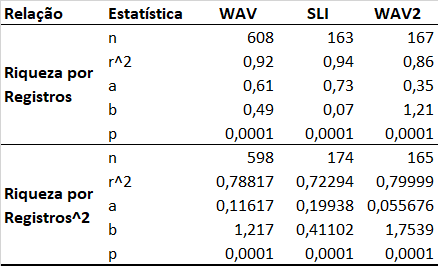 Relação Estatística WAV SLI WAV2
Riqueza por Registros
n 608 163 167
r^2 0,92 0,94 0,86
a 0,61 0,73 0,35
b 0,49 0,07 1,21
p 0,0001 0,0001 0,0001
Riqueza por Registros^2
n 598 174 165
r^2 0,78817 0,72294 0,79999
a 0,11617 0,19938 0,055676
b 1,217 0,41102 1,7539
p 0,0001 0,0001 0,0001